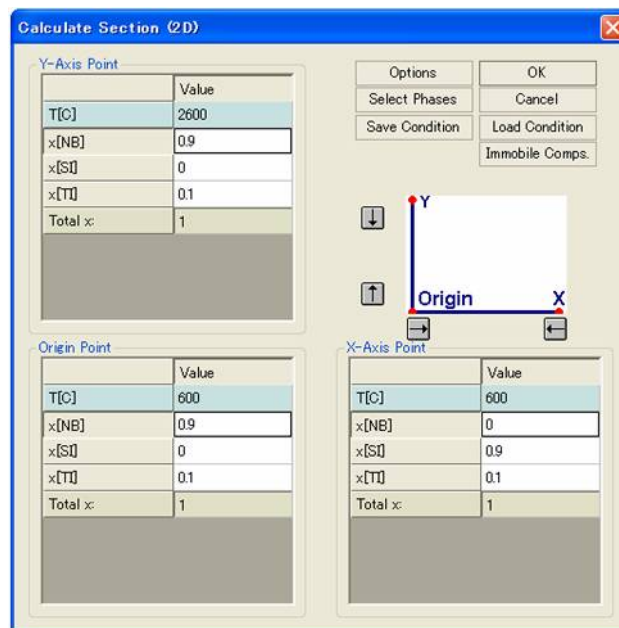 Calculate Section (2D)
Y-Axis Point
Value
T[C] 2600
x[NB] 0.9
x[SI] 0
x[TI] 0.1
Total x: 1
Options OK
Select Phases Cancel
Save Condition Load Condition
Immobile Comps.
Y
Origin X
Origin Point
Value
T[C] 600
x[NB] 0.9
x[SI] 0
x[TI] 0.1
Total x: 1
X-Axis Point
Value
T[C] 600
x[NB] 0
x[SI] 0.9
x[TI] 0.1
Total x: 1